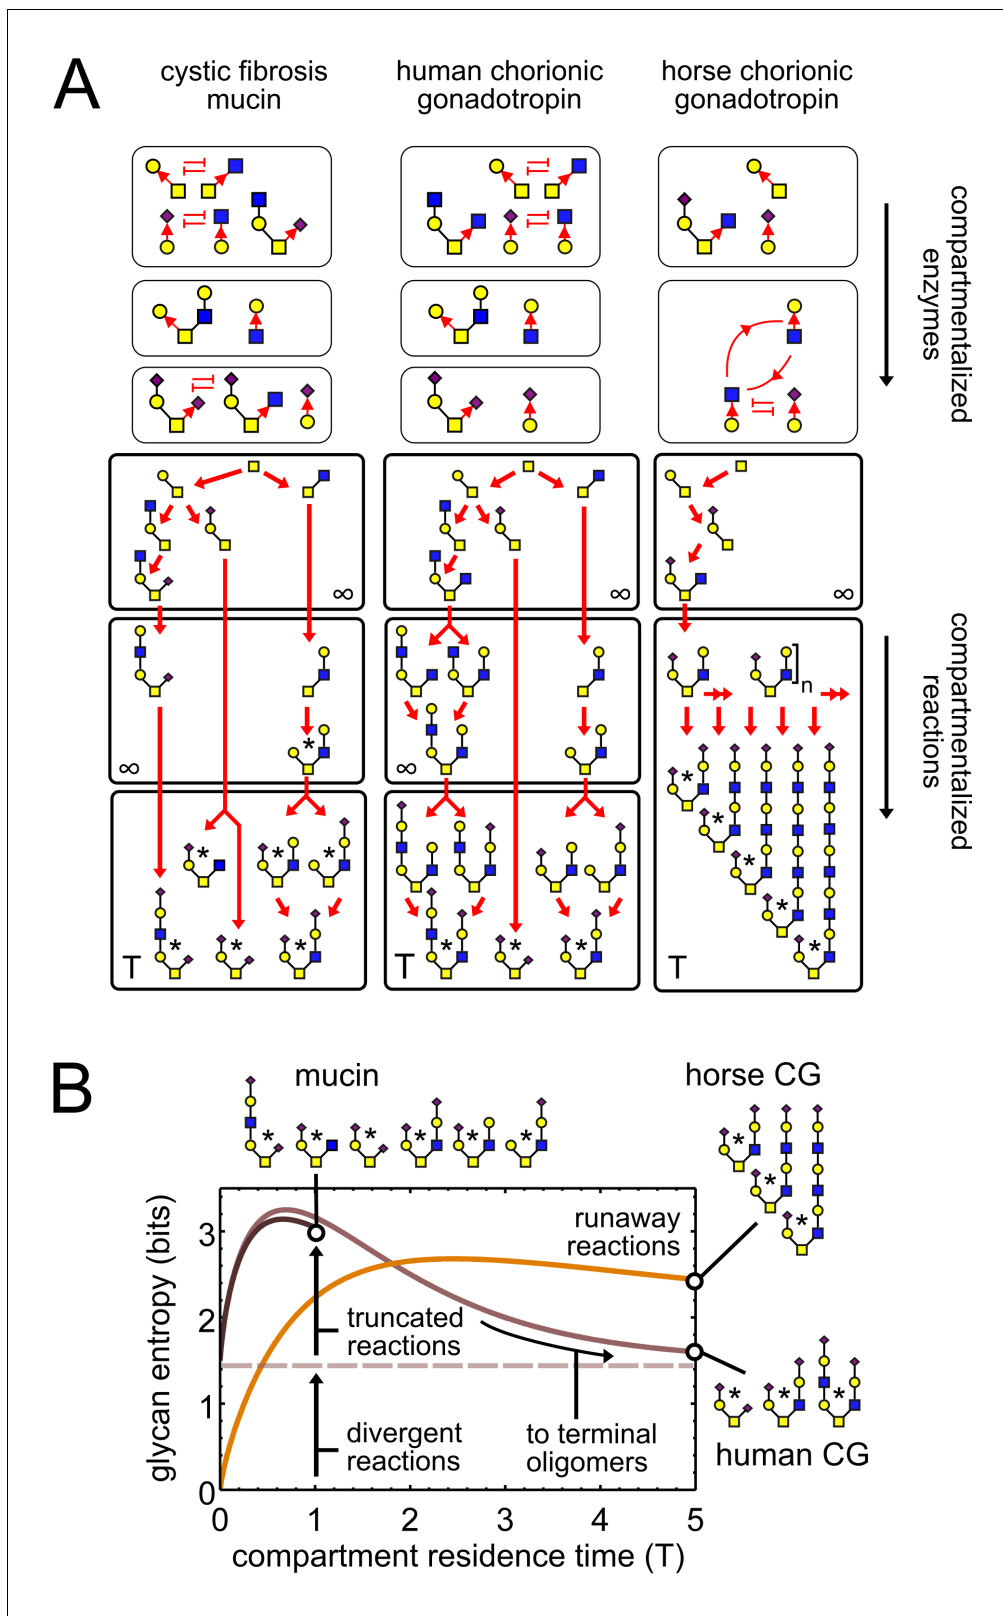 A
cystic fibrosis
mucin
human chorionic
gonadotropin
horse chorionic
gonadotropin
compartmentalized
enzymes
∞
∞
∞
compartmentalized
reactions
n
*
∞
∞
*
*
*
*
*
*
*
*
*
*
*
*
*
*
T
T
T
B
mucin
horse CG
* * * * * *
*
*
*
glycan entropy (bits)
3
2
1
0
runaway
reactions
truncated
reactions
divergent
reactions
to terminal
oligomers
* * *
human CG
0 1 2 3 4 5
compartment residence time (T)